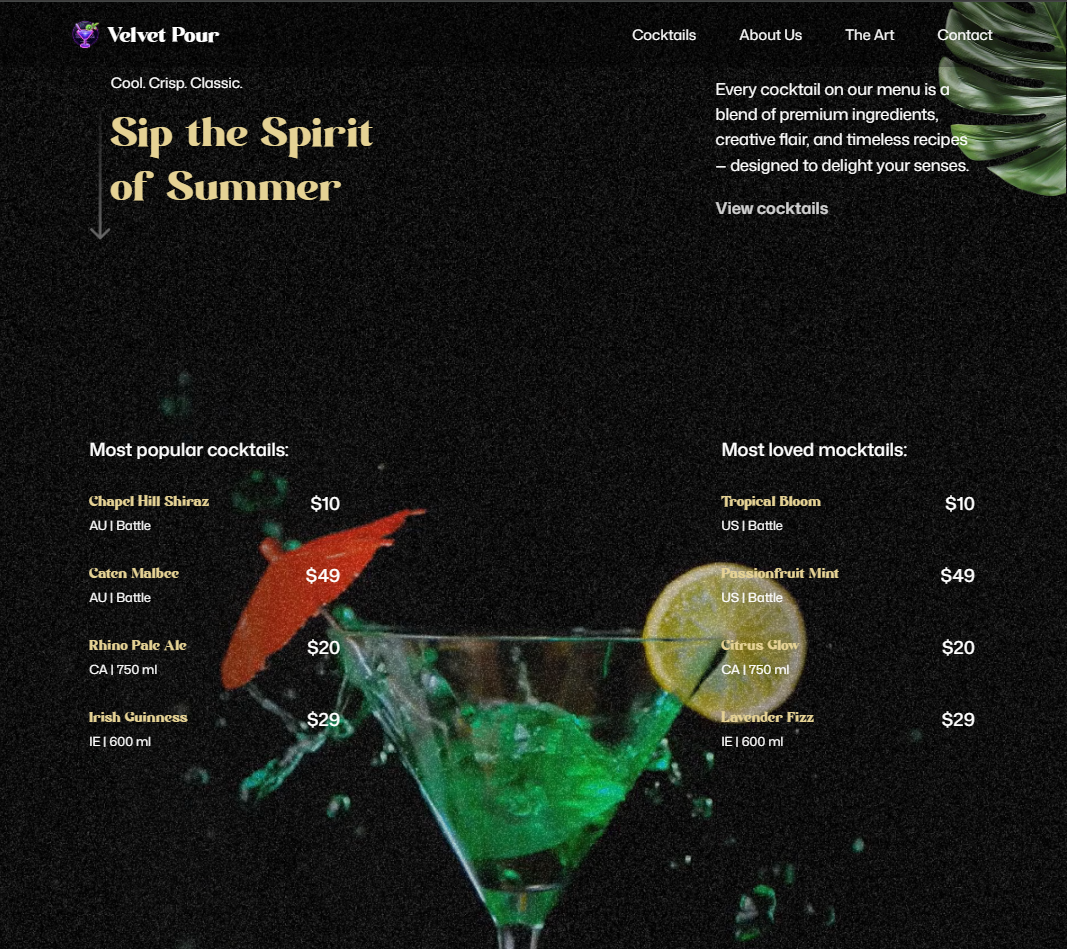 Velvet Pour
Cocktails
About Us
The Art
Contact
Cool. Crisp. Classic.
Sip the Spirit
of Summer
Every cocktail on our menu is a
blend of premium ingredients,
creative flair, and timeless recipes
– designed to delight your senses.
View cocktails
Most popular cocktails:
Chapel Hill Shiraz
$10
AU | Battle
Caten Malbee
$49
AU | Battle
Rhino Pale Ale
$20
CA | 750 ml
Irish Guinness
$29
IE | 600 ml
Most loved mocktails:
Tropical Bloom
$10
US | Battle
Passionfruit Mint
$49
US | Battle
Citrus Glow
$20
CA | 750 ml
Lavender Fizz
$29
IE | 600 ml